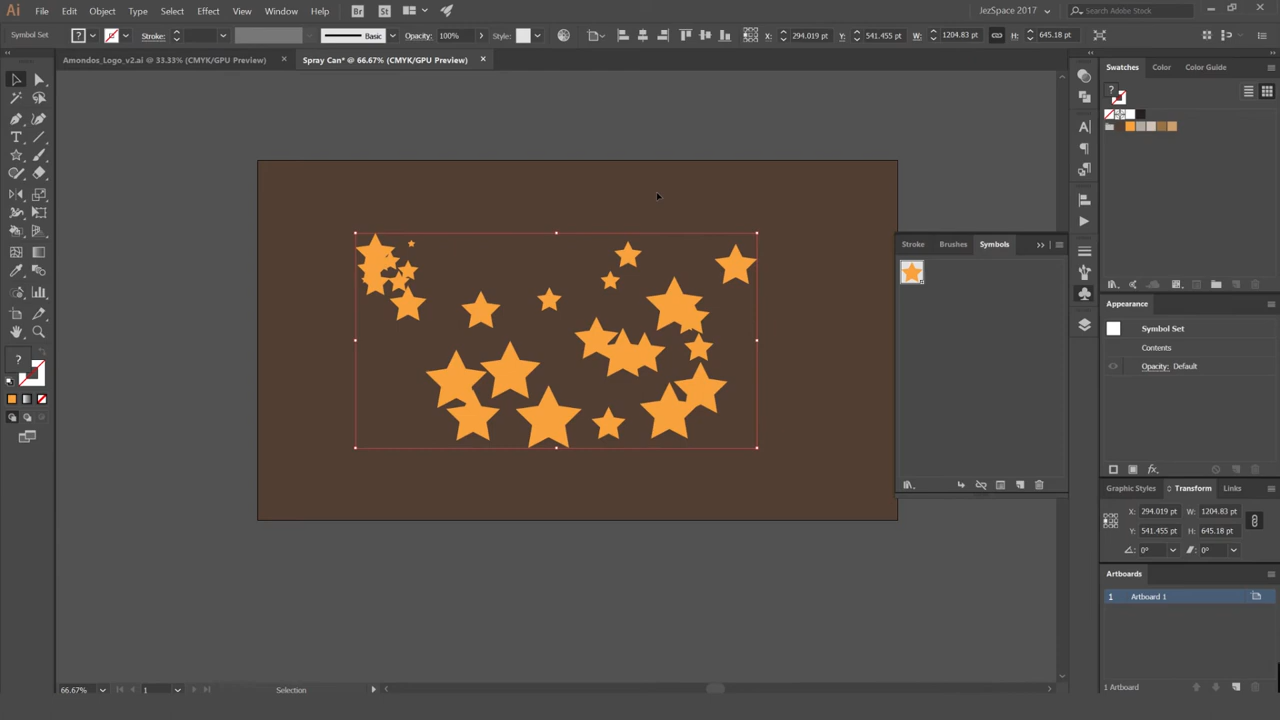 Ai File Edit Object Type Select Effect View Window Help Br St JezSpace 2017 Search Adobe Stock
Symbol Set ? Stroke: Basic Opacity: 100% Style: X: 294.019 pt Y: 541.455 pt W: 1204.83 pt H: 645.18 pt
Amondos_Logo_v2.ai @ 33.33% (CMYK/GPU Preview) × Spray Can* @ 66.67% (CMYK/GPU Preview) ×
Swatches Color Color Guide
?
Stroke Brushes Symbols
Appearance
Symbol Set
Contents
Opacity: Default
fx
Graphic Styles Transform Links
X: 294.019 pt W: 1204.83 pt
Y: 541.455 pt H: 645.18 pt
0° 0°
Artboards
1 Artboard 1
?
66.67% 1 Selection
1 Artboard